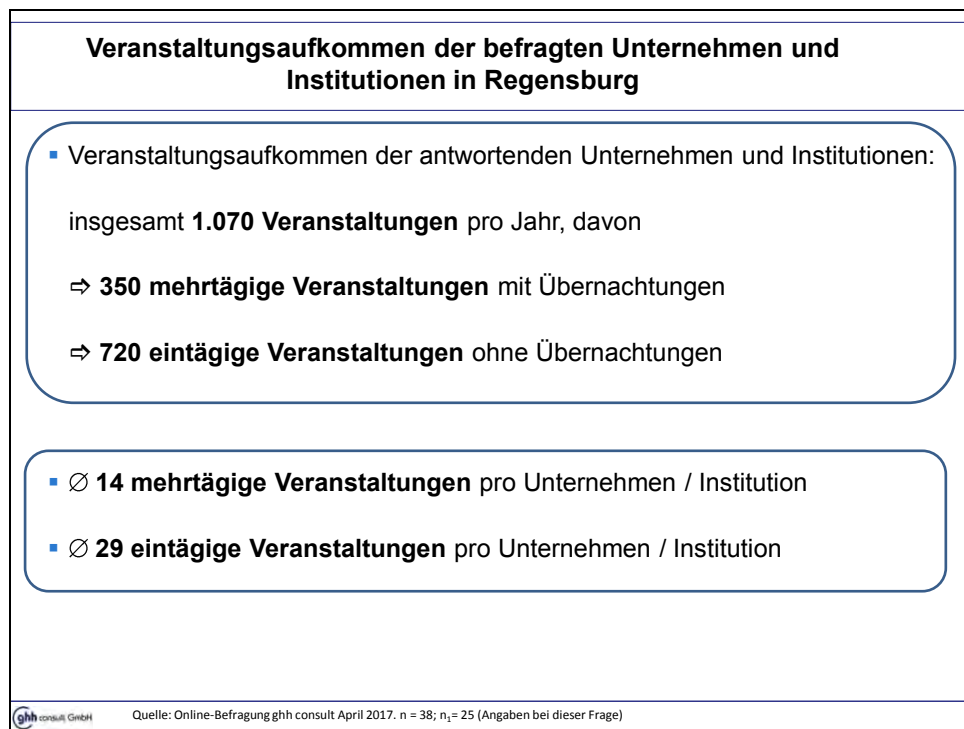 Veranstaltungsaufkommen der befragten Unternehmen und
Institutionen in Regensburg
▪ Veranstaltungsaufkommen der antwortenden Unternehmen und Institutionen:
insgesamt 1.070 Veranstaltungen pro Jahr, davon
⇨ 350 mehrtägige Veranstaltungen mit Übernachtungen
⇨ 720 eintägige Veranstaltungen ohne Übernachtungen
▪ ∅ 14 mehrtägige Veranstaltungen pro Unternehmen / Institution
▪ ∅ 29 eintägige Veranstaltungen pro Unternehmen / Institution
ghh consult GmbH
Quelle: Online-Befragung ghh consult April 2017. n = 38; n₁= 25 (Angaben bei dieser Frage)